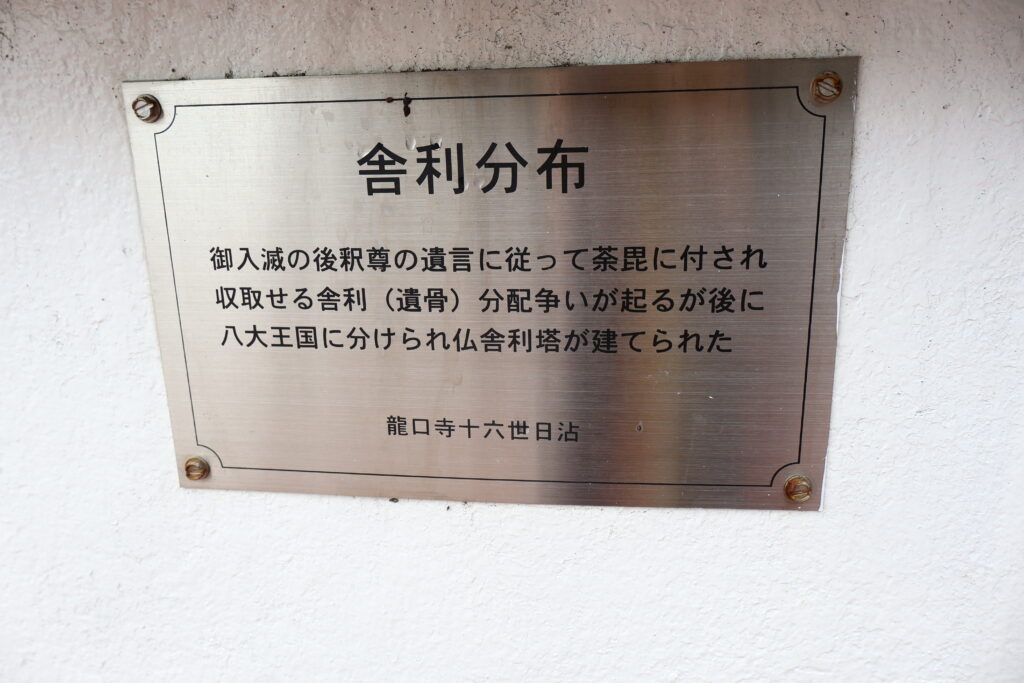 舎利分布
御入滅の後釈尊の遺言に従って荼毘に付され
収取せる舎利（遺骨）分配争いが起るが後に
八大王国に分けられ仏舎利塔が建てられた
龍口寺十六世日沾